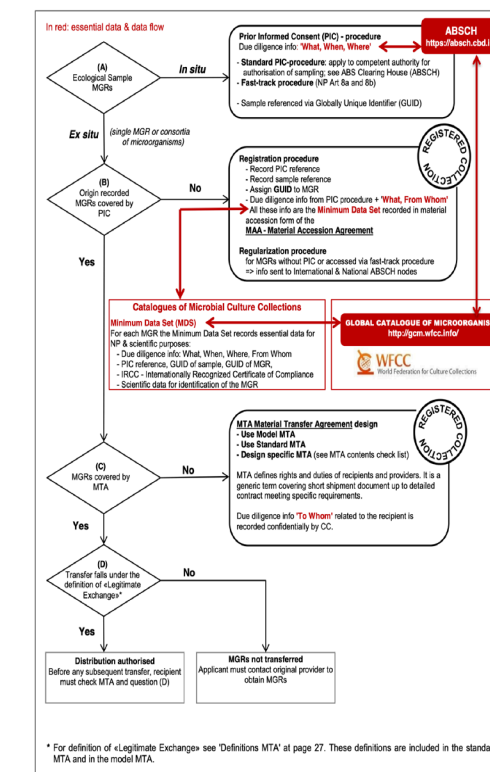 In red: essential data & data flow
(A)
Ecological Sample
MGRs
In situ
Prior Informed Consent (PIC) - procedure
Due diligence info: 'What, When, Where'
- Standard PIC-procedure: apply to competent authority for
authorisation of sampling; see ABS Clearing House (ABSCH)
- Fast-track procedure (NP Art 8a and 8b)
- Sample referenced via Globally Unique Identifier (GUID)
ABSCH
https://absch.cbd.i
Ex situ
(single MGR or consortia
of microorganisms)
(B)
Origin recorded
MGRs covered by
PIC
No
REGISTERED
COLLECTION
Registration procedure
- Record PIC reference
- Record sample reference
- Assign GUID to MGR
- Due diligence info from PIC procedure + 'What, From Whom'
All these info are the Minimum Data Set recorded in material
accession form of the
MAA - Material Accession Agreement
Regularization procedure
for MGRs without PIC or accessed via fast-track procedure
=> info sent to International & National ABSCH nodes
Yes
Catalogues of Microbial Culture Collections
Minimum Data Set (MDS)
For each MGR the Minimum Data Set records essential data for
NP & scientific purposes:
- Due diligence info: What, When, Where, From Whom
- PIC reference, GUID of sample, GUID of MGR,
- IRCC - Internationally Recognized Certificate of Compliance
- Scientific data for identification of the MGR
GLOBAL CATALOGUE OF MICROORGANIS
http://gcm.wfcc.info/
WFCC
World Federation for Culture Collections
(C)
MGRs covered by
MTA
No
REGISTERED
COLLECTION
MTA Material Transfer Agreement design
- Use Model MTA
- Use Standard MTA
- Design specific MTA (see MTA contents check list)
MTA defines rights and duties of recipients and providers. It is a
generic term covering short shipment document up to detailed
contract meeting specific requirements.
Due diligence info 'To Whom' related to the recipient is
recorded confidentially by CC.
Yes
(D)
Transfer falls under the
definition of «Legitimate
Exchange»*
No
Yes
Distribution authorised
Before any subsequent transfer, recipient
must check MTA and question (D)
MGRs not transferred
Applicant must contact original provider to
obtain MGRs
* For definition of «Legitimate Exchange» see 'Definitions MTA' at page 27. These definitions are included in the standa
MTA and in the model MTA.